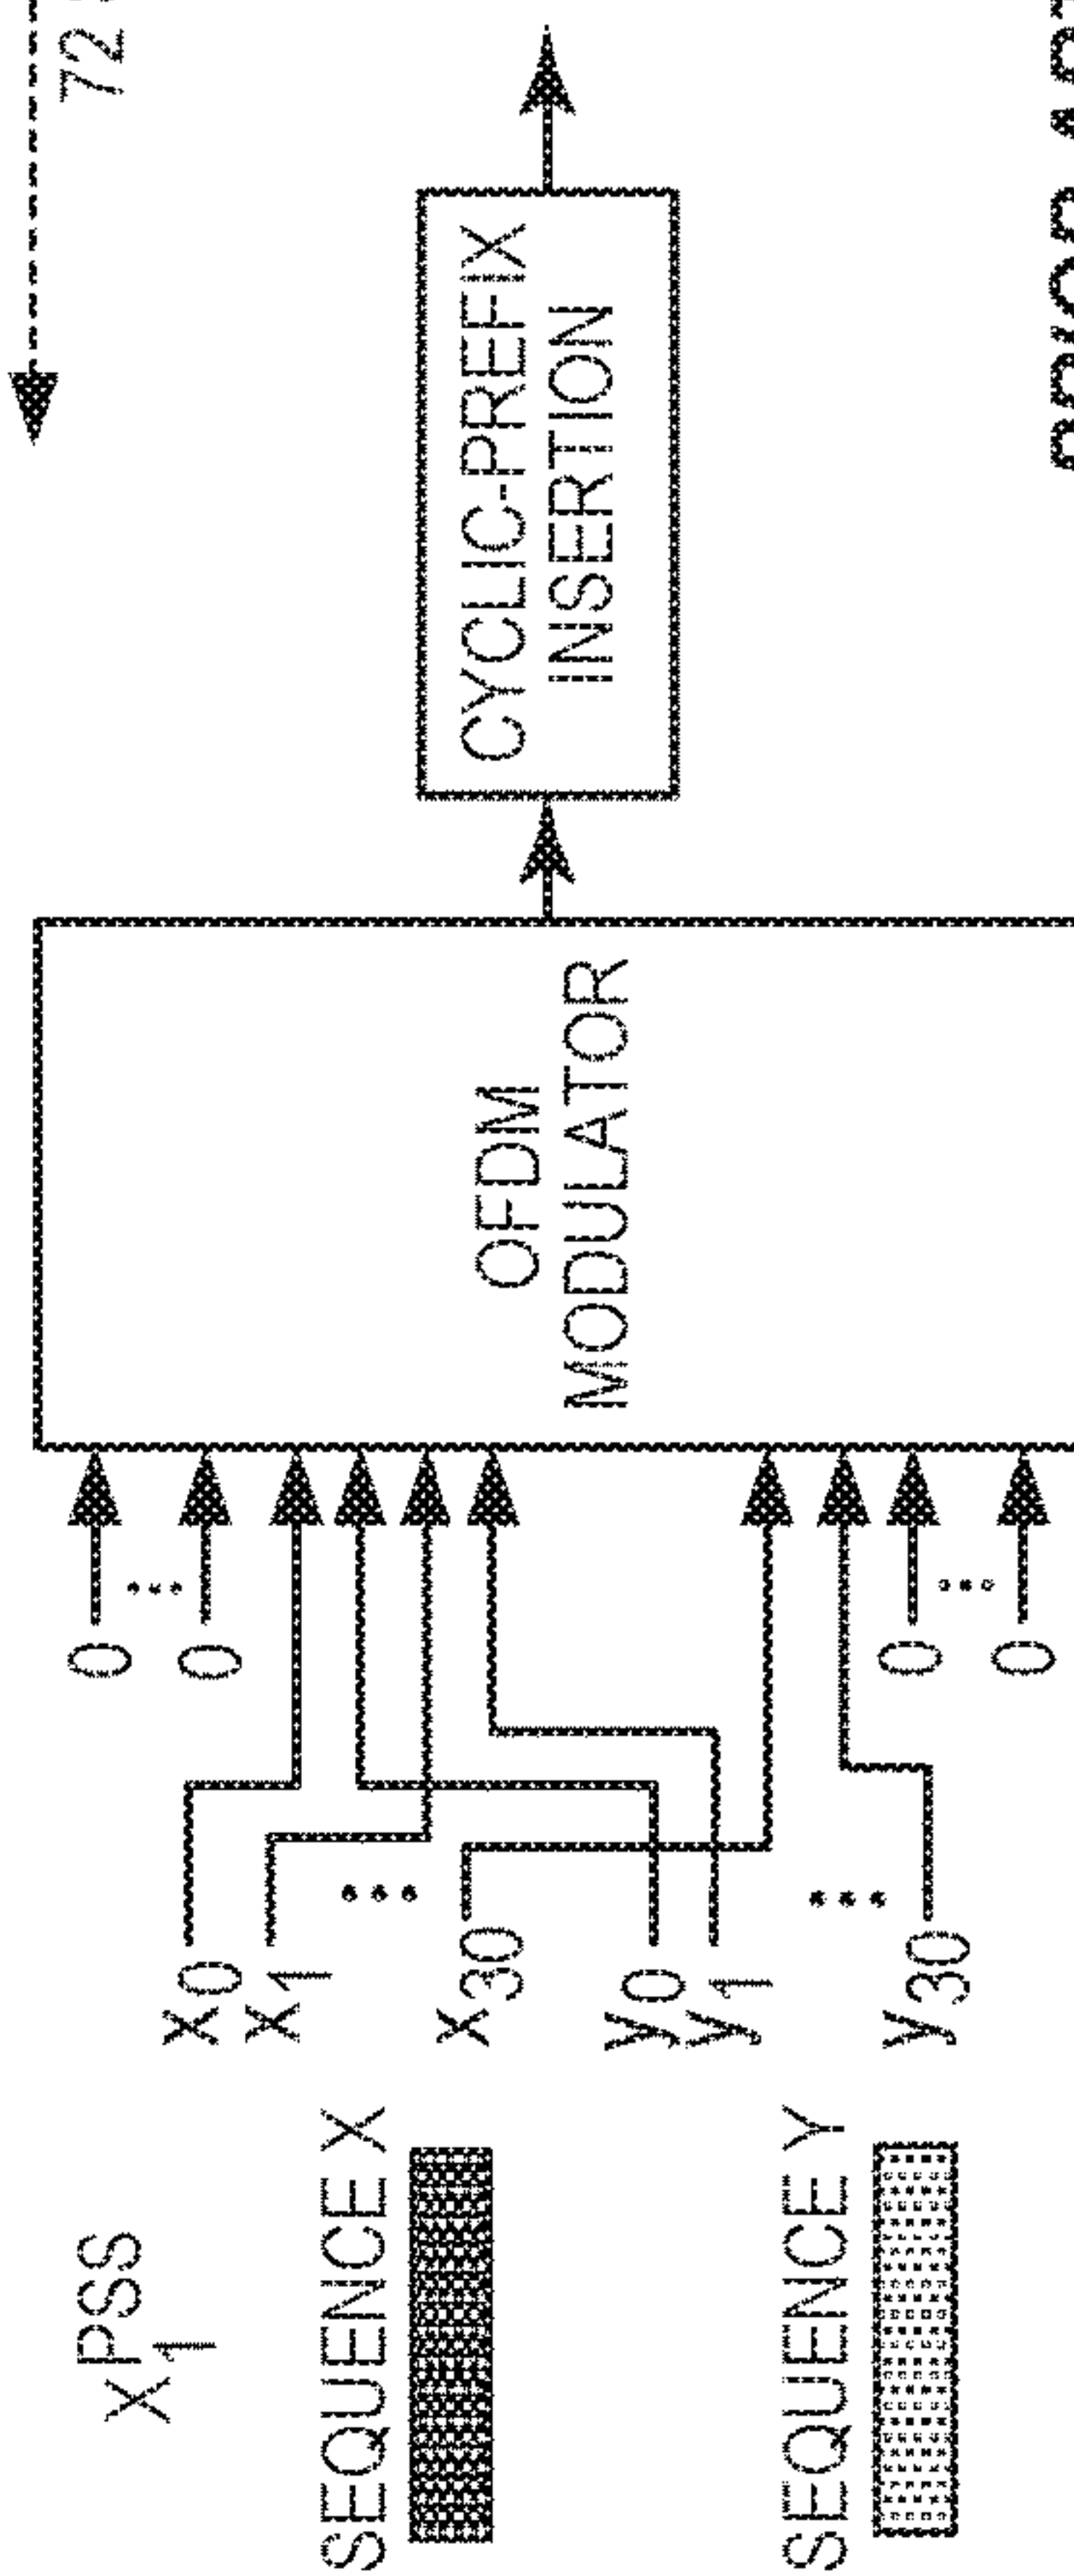 72
X1PSS
SEQUENCE X
SEQUENCE Y
x0
x1
x30
y0
y1
y30
0
0
0
0
OFDM
MODULATOR
CYCLIC-PREFIX
INSERTION